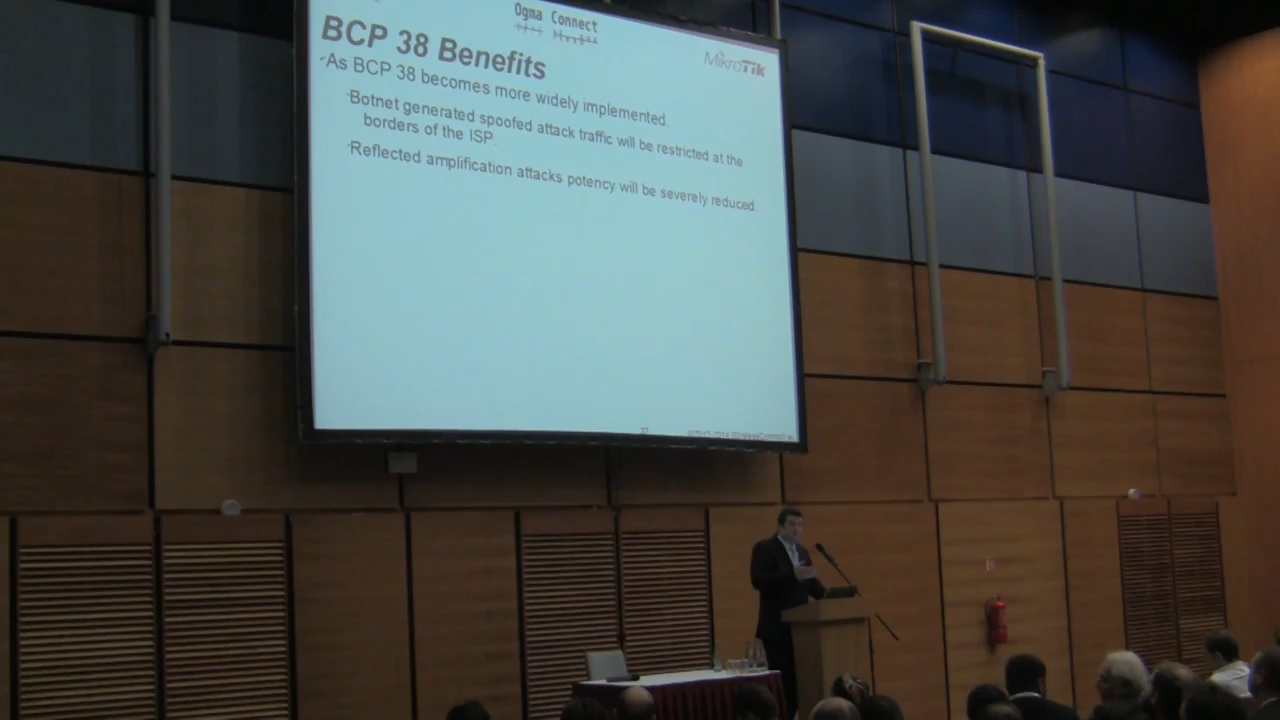 Ogma Connect
MikroTik
BCP 38 Benefits
-As BCP 38 becomes more widely implemented.
Botnet generated spoofed attack traffic will be restricted at the
borders of the ISP.
Reflected amplification attacks potency will be severely reduced.